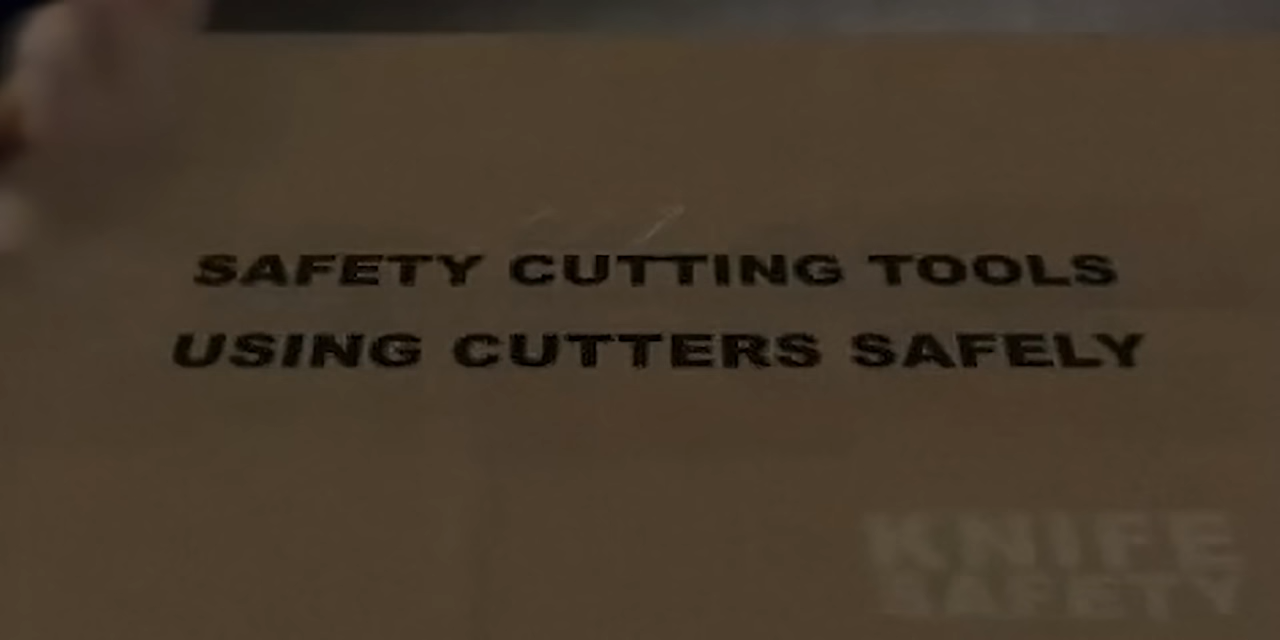 SAFETY CUTTING TOOLS
USING CUTTERS SAFELY
KNIFE
SAFETY